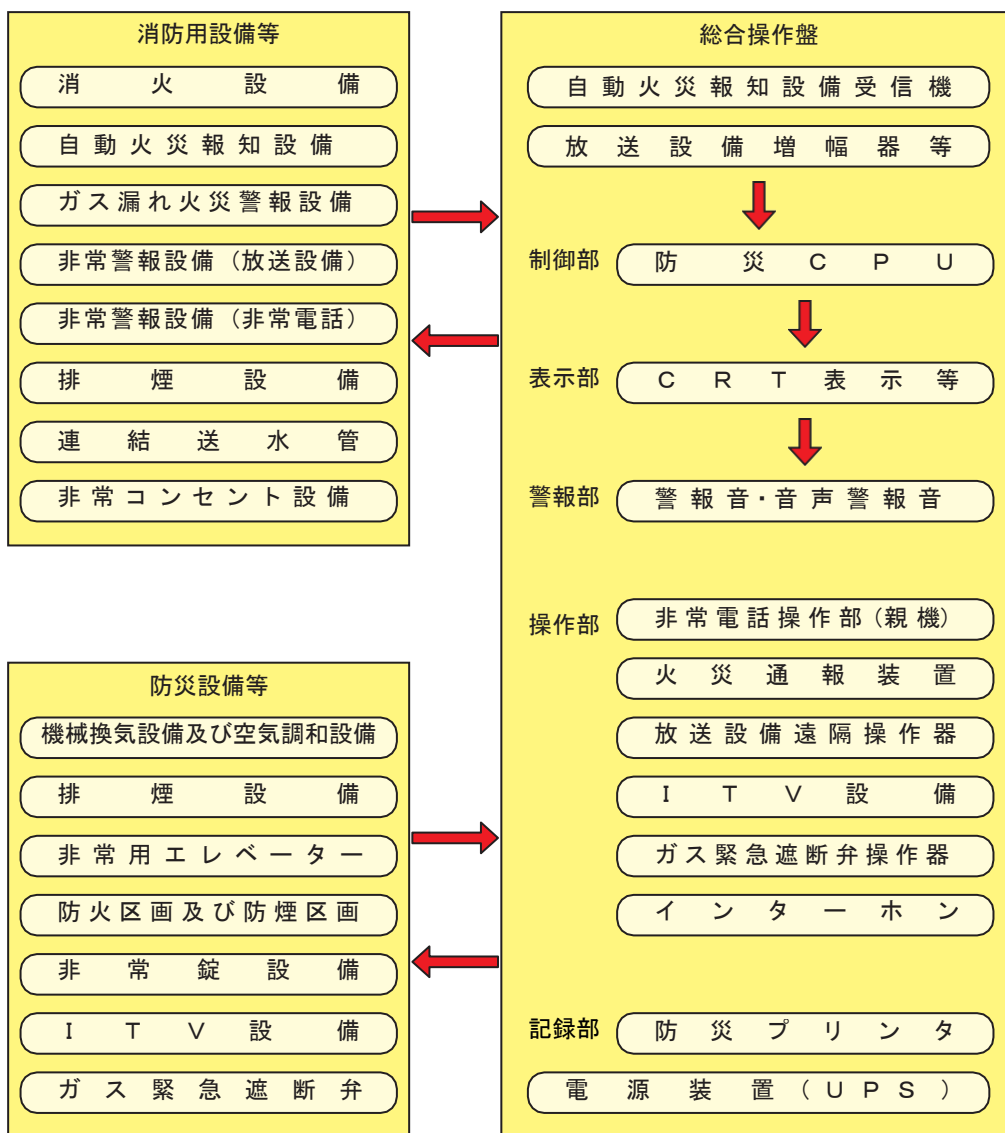 消防用設備等
消火設備
自動火災報知設備
ガス漏れ火災警報設備
非常警報設備（放送設備）
非常警報設備（非常電話）
排煙設備
連結送水管
非常コンセント設備
防災設備等
機械換気設備及び空気調和設備
排煙設備
非常用エレベーター
防火区画及び防煙区画
非常錠設備
ＩＴＶ設備
ガス緊急遮断弁
総合操作盤
自動火災報知設備受信機
放送設備増幅器等
制御部 防災ＣＰＵ
表示部 ＣＲＴ表示等
警報部 警報音・音声警報音
操作部 非常電話操作部（親機）
火災通報装置
放送設備遠隔操作器
ＩＴＶ設備
ガス緊急遮断弁操作器
インターホン
記録部 防災プリンタ
電源装置（ＵＰＳ）